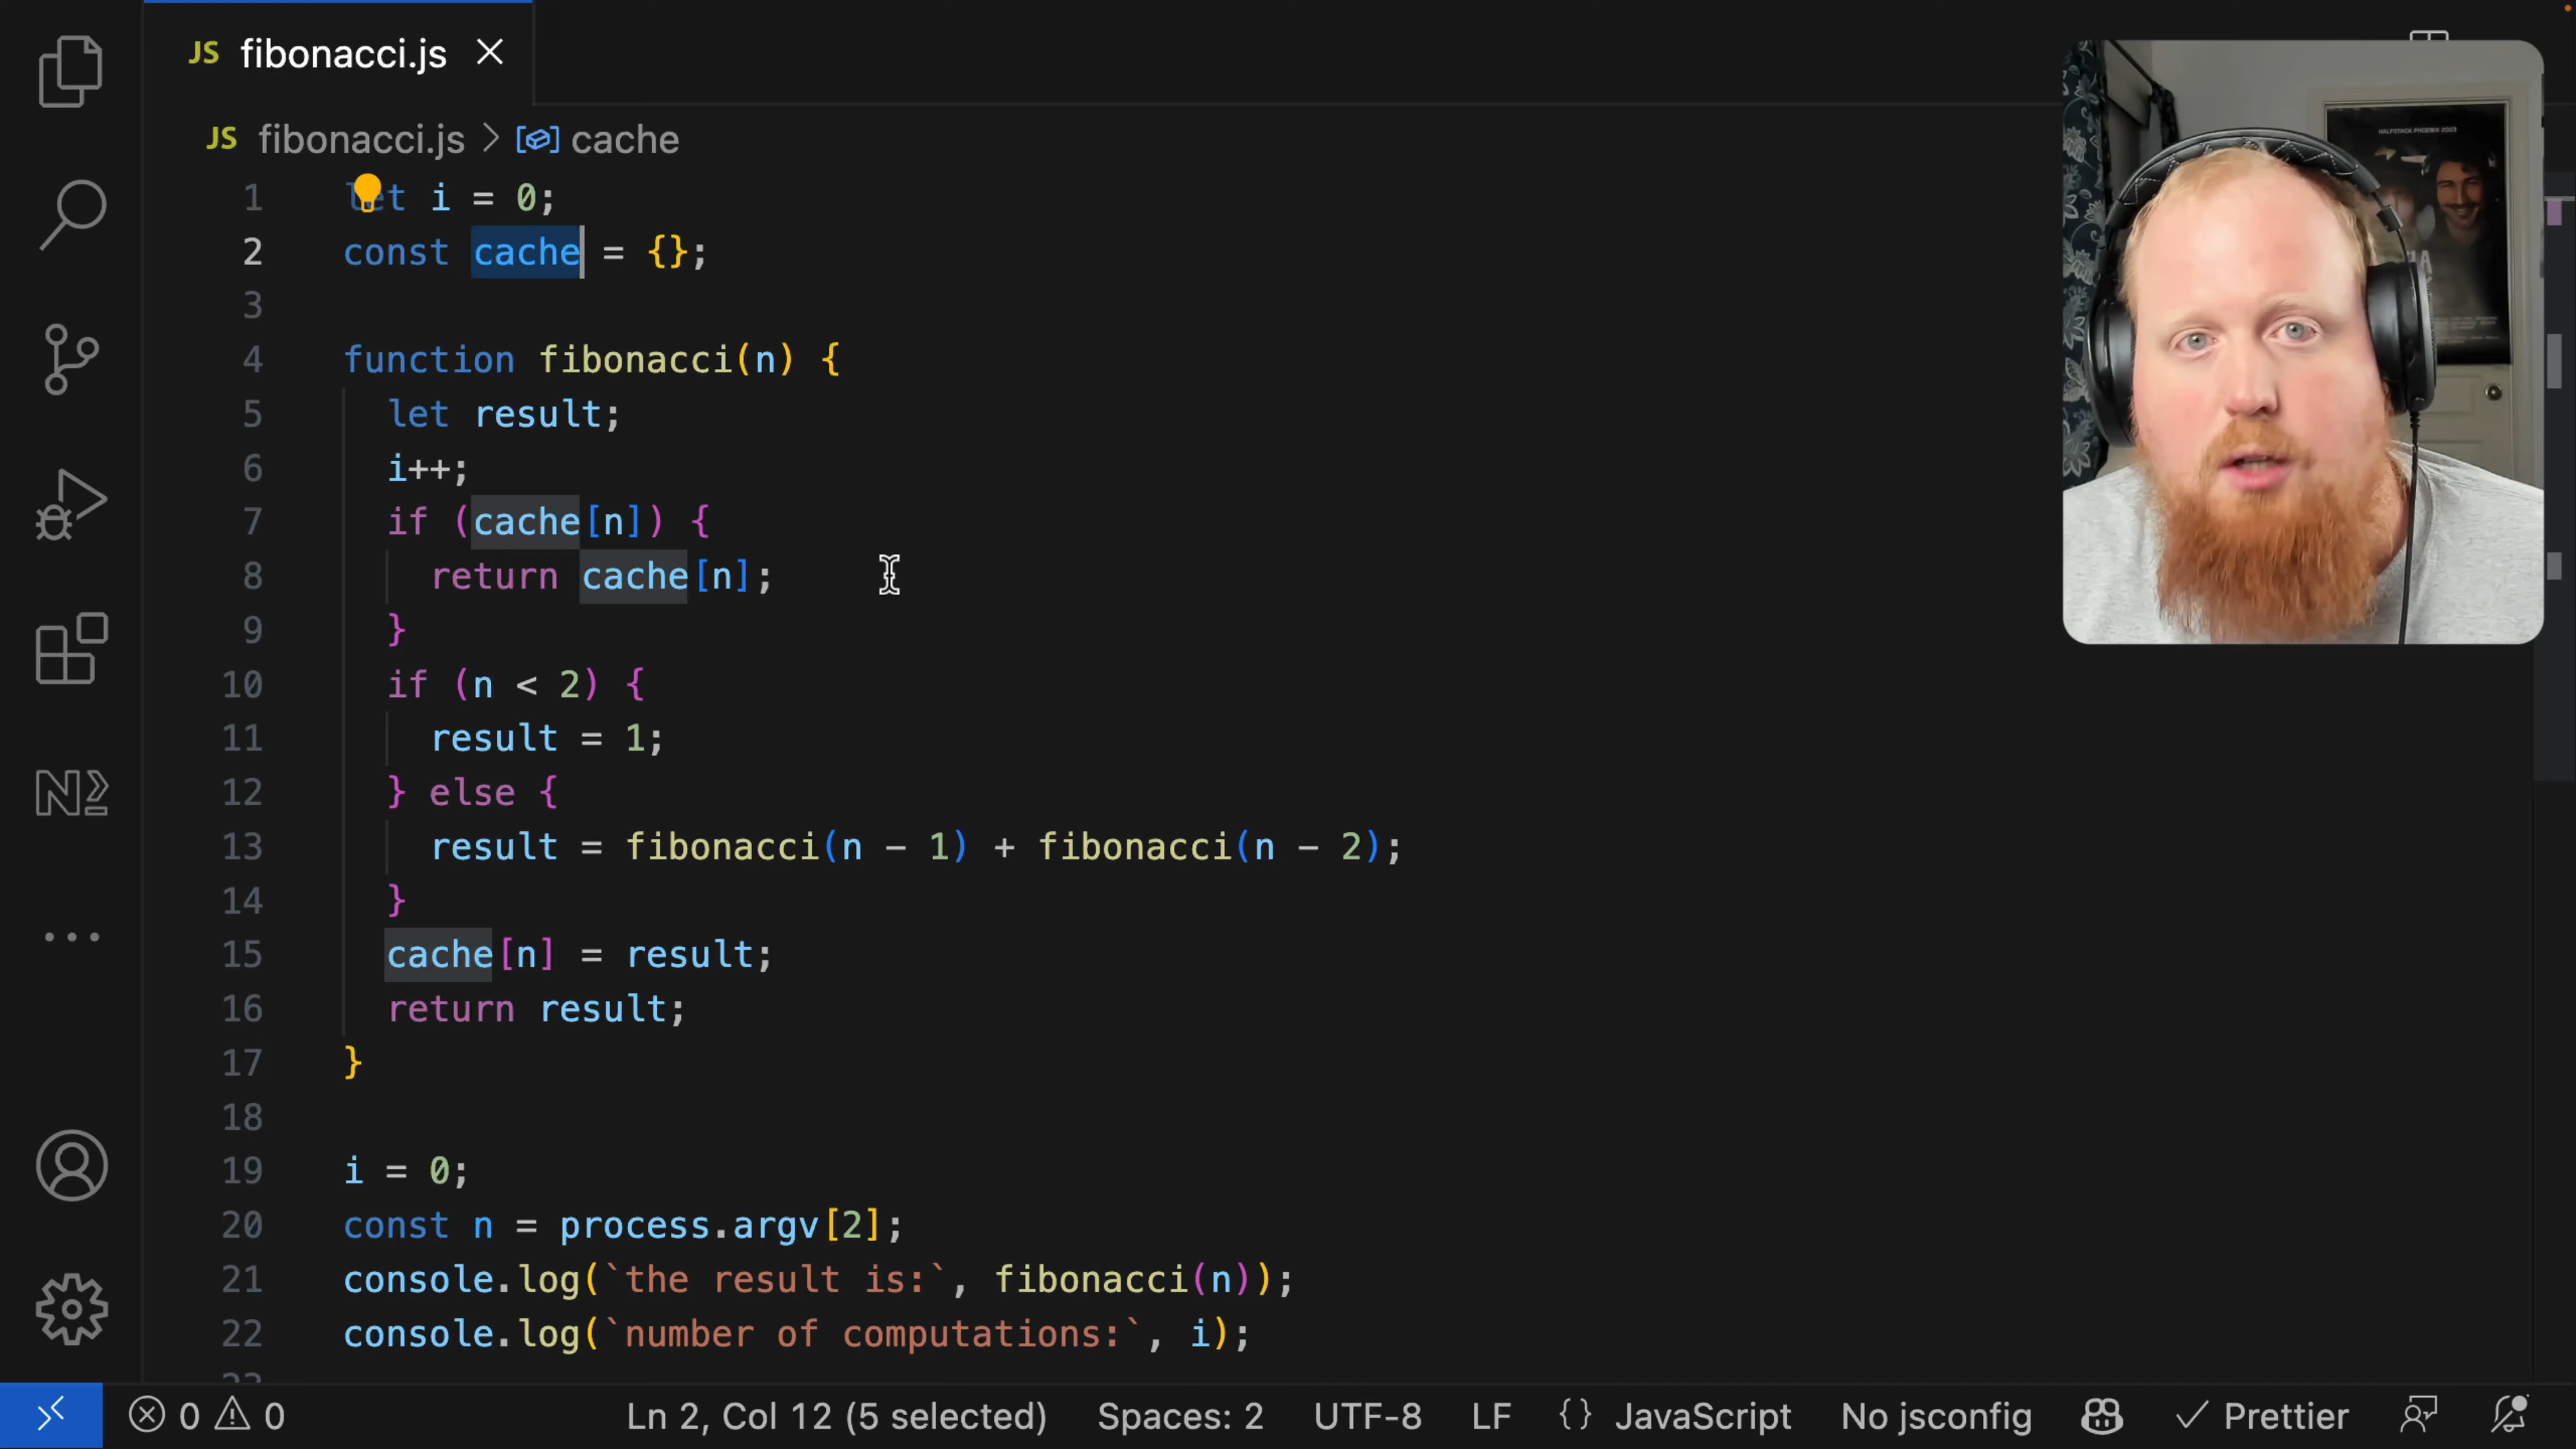 JS fibonacci.js
JS fibonacci.js > cache
1 let i = 0;
2 const cache = {};
3
4 function fibonacci(n) {
5 let result;
6 i++;
7 if (cache[n]) {
8 return cache[n];
9 }
10 if (n < 2) {
11 result = 1;
12 } else {
13 result = fibonacci(n - 1) + fibonacci(n - 2);
14 }
15 cache[n] = result;
16 return result;
17 }
18
19 i = 0;
20 const n = process.argv[2];
21 console.log(`the result is:`, fibonacci(n));
22 console.log(`number of computations:`, i);
HALFSTACK PHOENIX 2023
0 0 Ln 2, Col 12 (5 selected) Spaces: 2 UTF-8 LF {} JavaScript No jsconfig Prettier